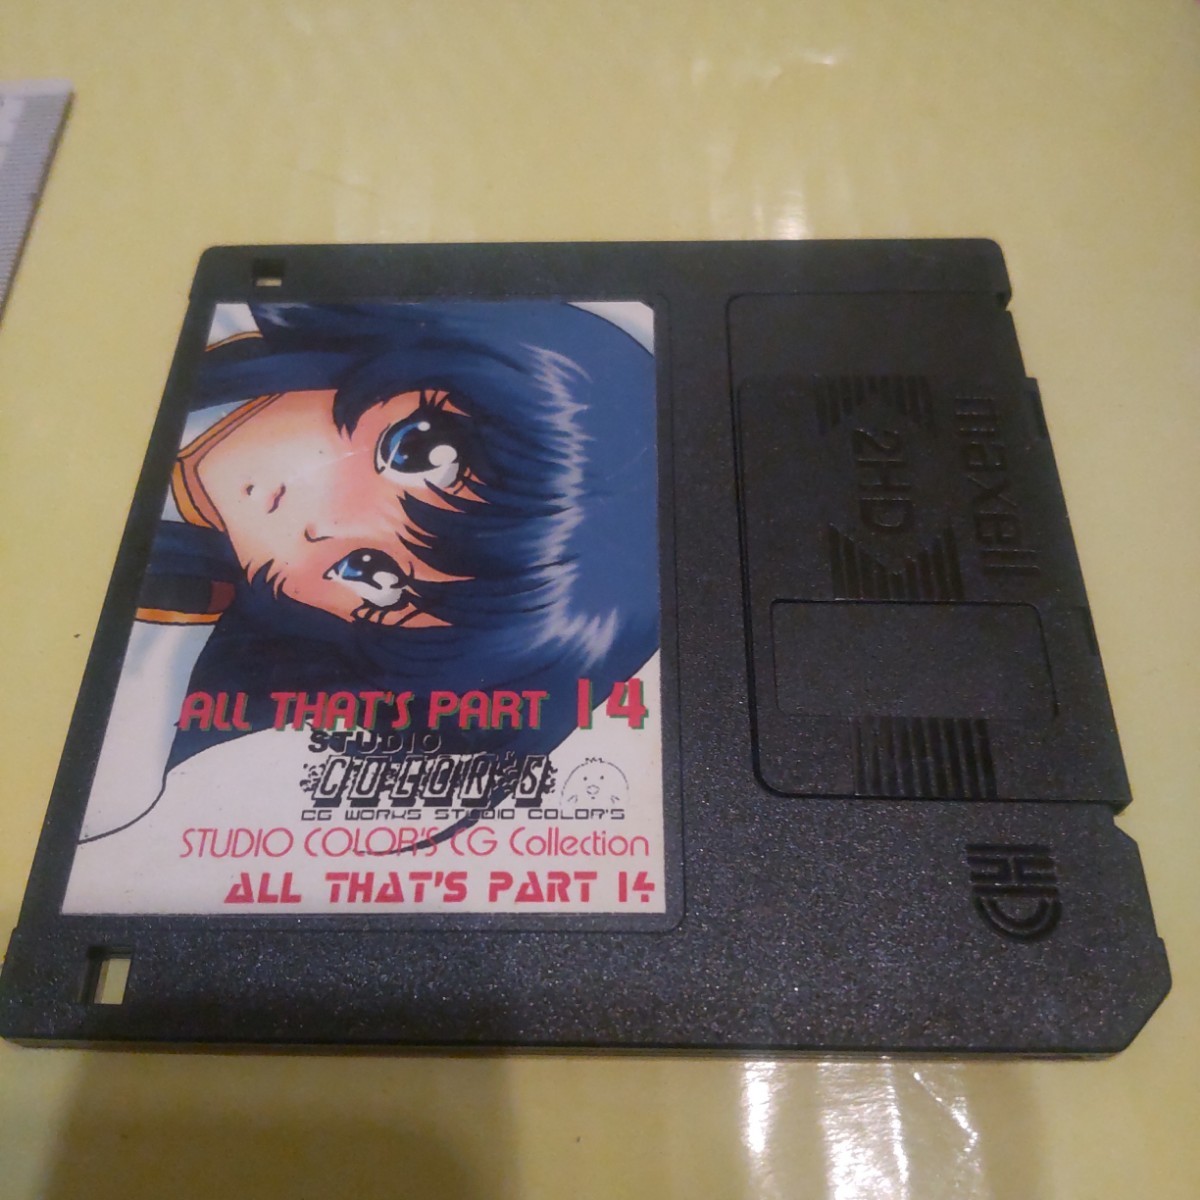 ALL THAT'S PART 14
STUDIO
COLOR'S
CG WORKS STUDIO COLOR'S
STUDIO COLOR'S CG Collection
ALL THAT'S PART 14
maxell
2HD
HD